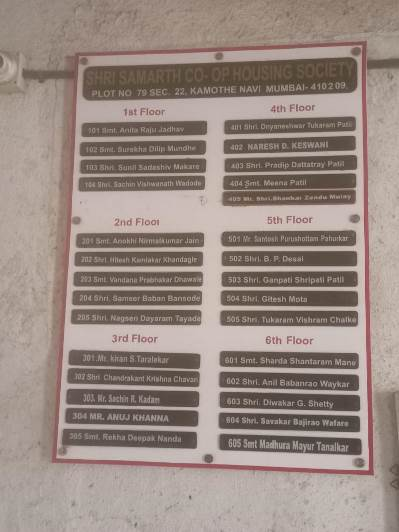 SHRI SAMARTH CO- OP HOUSING SOCIETY
PLOT NO 79 SEC. 22, KAMOTHE NAVI MUMBAI- 410209
1st Floor
101 Smt. Anita Raju Jadhav
102 Smt. Surekha Dilip Mundhe
103 Shri. Sunil Sadashiv Makare
104 Shri. Sachin Vishwanath Wadode
2nd Floor
201 Smt. Anokhi Nirmalkumar Jain
202 Shri. Hitesh Kanlakar Khandagle
203 Smt. Vandana Prabhakar Dhawale
204 Shri. Sameer Baban Bansode
205 Shri. Nagsen Dayaram Tayade
3rd Floor
301.Mr. kiran S.Taralekar
302 Shri. Chandrakant Krishna Chavan
303. Mr. Sachin R. Kadam
304 MR. ANUJ KHANNA
305 Smt. Rekha Deepak Nanda
4th Floor
401 Shri. Dnyaneshwar Tukaram Patil
402 NARESH D. KESWANI
403 Shri. Pradip Dattatray Patil
404 Smt. Meena Patil
405 Mr. Shri.Shankar Zendu
5th Floor
501 Mr. Santosh Purushottam Pahurkar
502 Shri. B. P. Desai
503 Shri. Ganpati Shripati Patil
504 Shri. Gitesh Mota
505 Shri. Tukaram Vishram Chalke
6th Floor
601 Smt. Sharda Shantaram Mane
602 Shri. Anil Babanrao Waykar
603 Shri. Diwakar G. Shetty
604 Shri. Savakar Bajirao Wafare
605 Smt Madhura Mayur Tanalkar